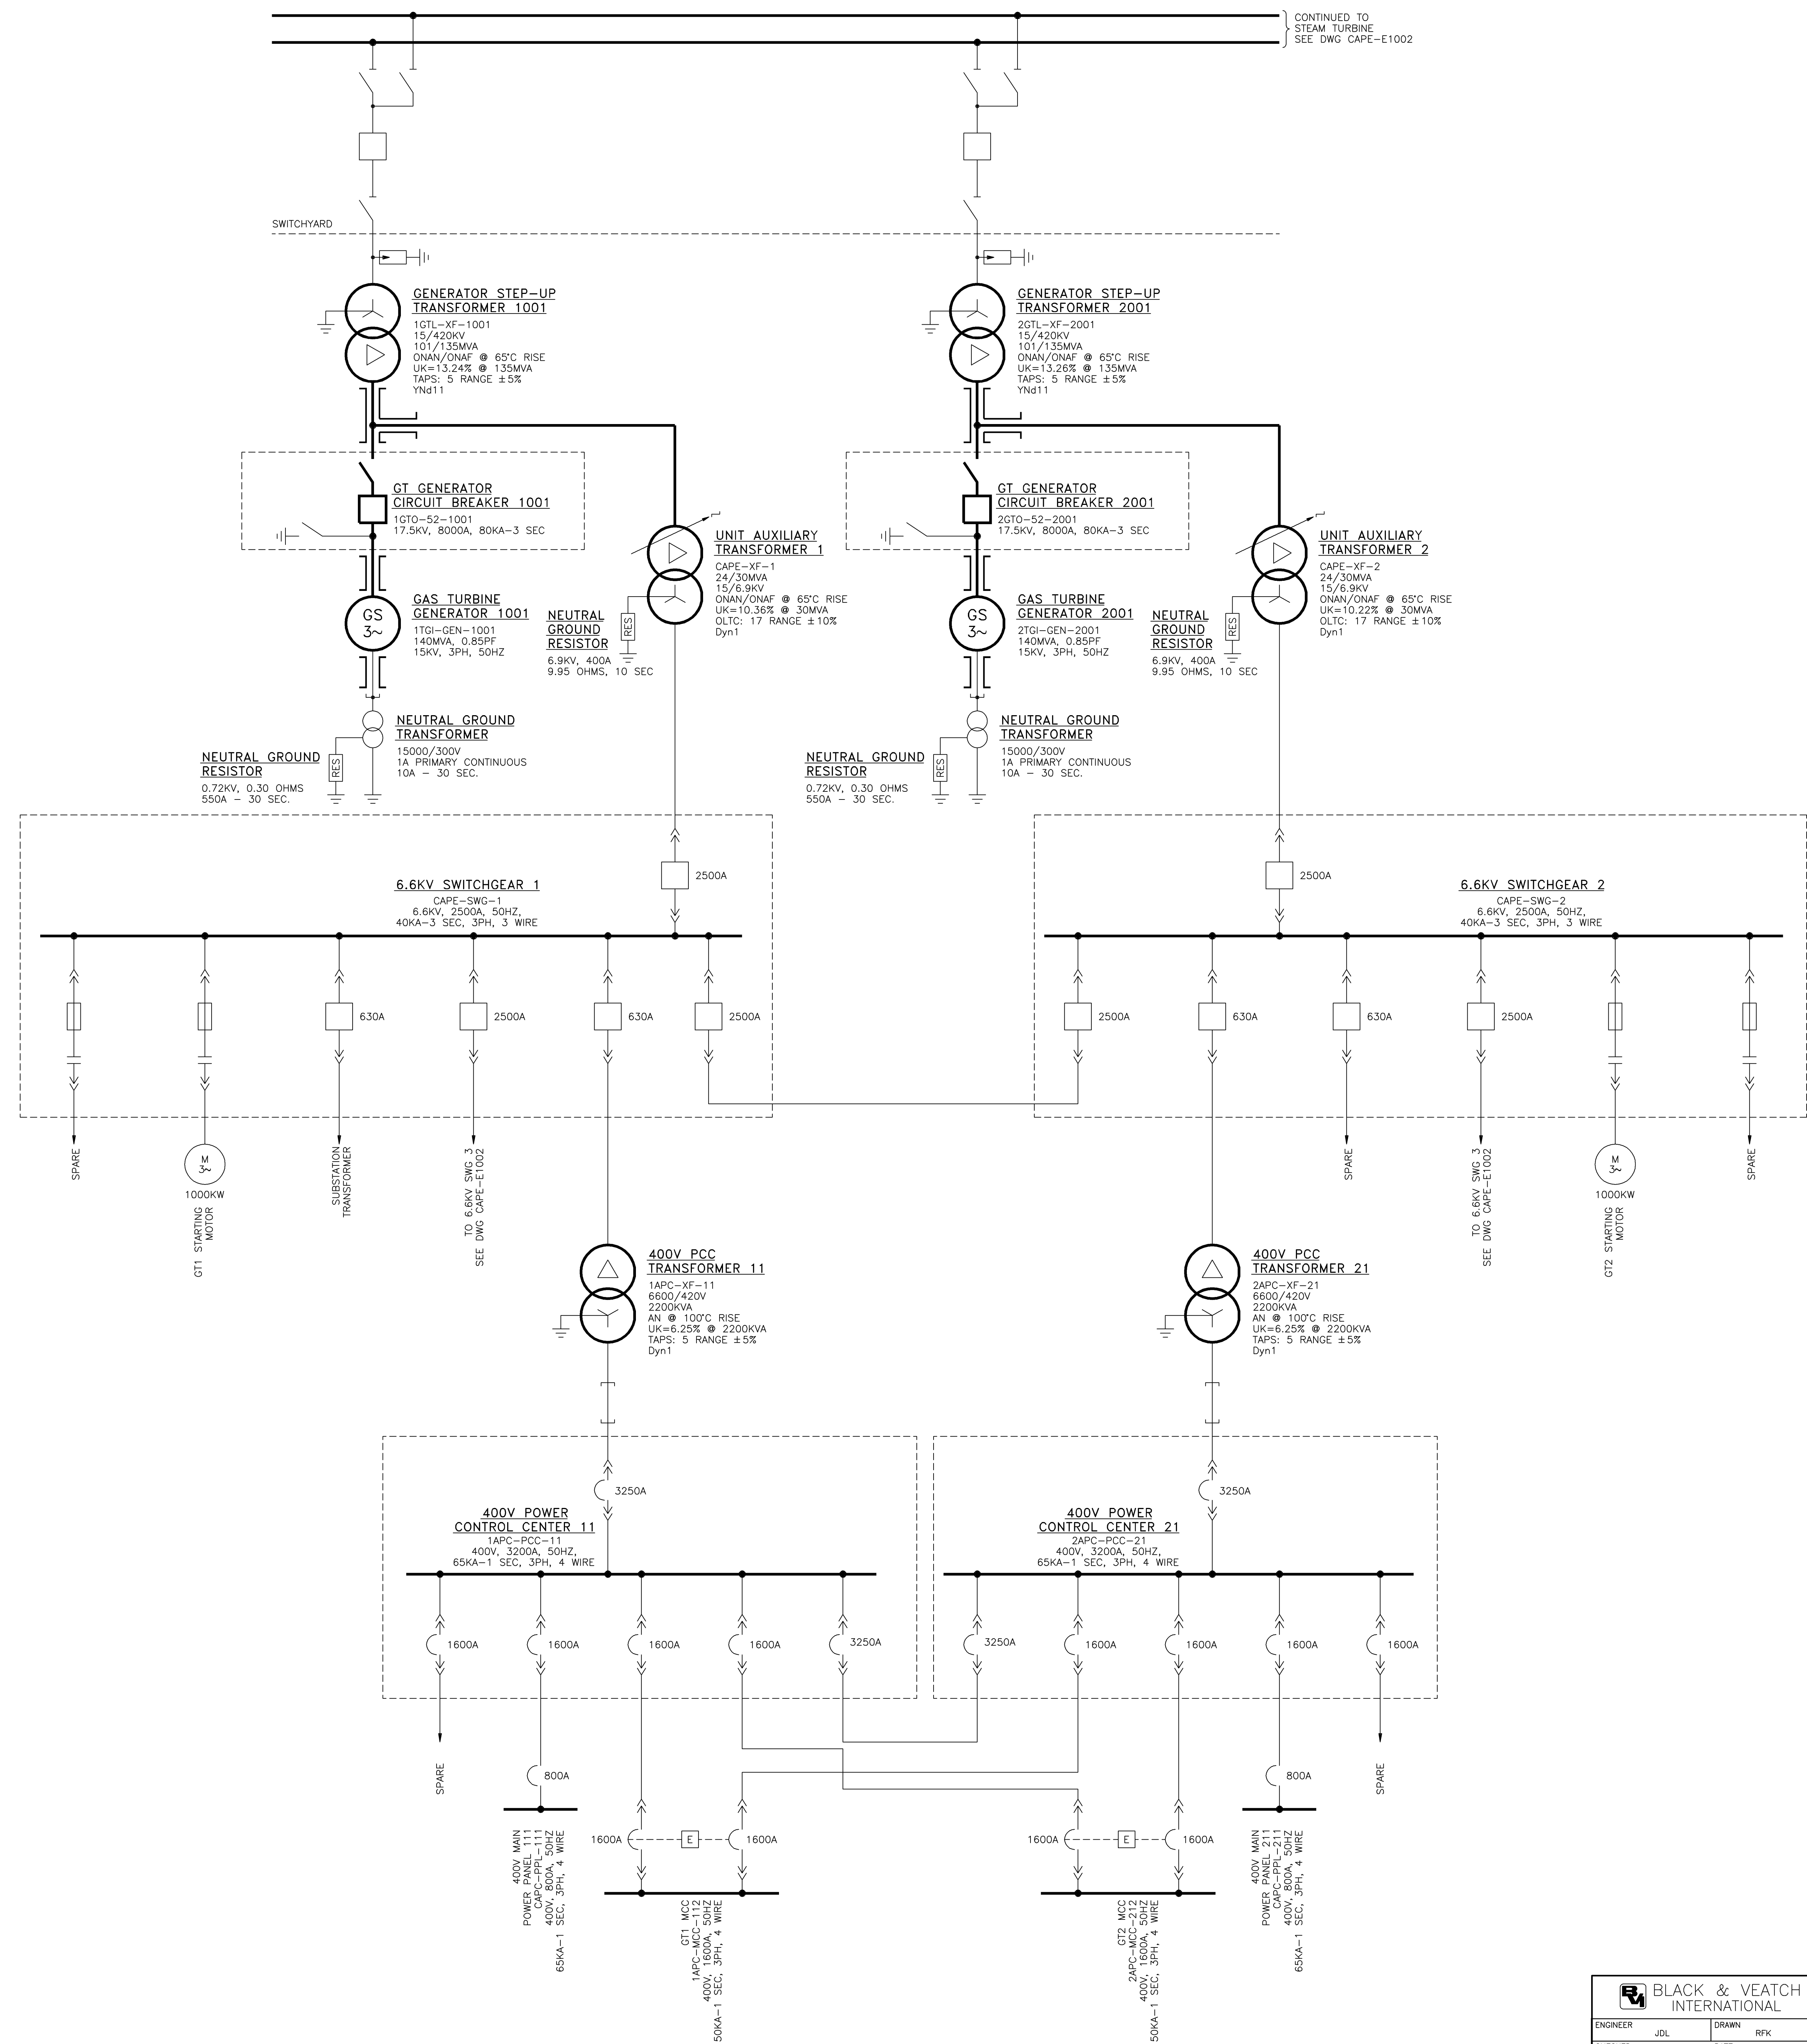 CONTINUED TO
STEAM TURBINE
SEE DWG CAPE-E1002
SWITCHYARD
GENERATOR STEP-UP
TRANSFORMER 1001
1GTL-XF-1001
15/420KV
101/135MVA
ONAN/ONAF @ 65°C RISE
UK=13.24% @ 135MVA
TAPS: 5 RANGE ±5%
YNd11
GENERATOR STEP-UP
TRANSFORMER 2001
2GTL-XF-2001
15/420KV
101/135MVA
ONAN/ONAF @ 65°C RISE
UK=13.26% @ 135MVA
TAPS: 5 RANGE ±5%
YNd11
GT GENERATOR
CIRCUIT BREAKER 1001
1GTO-52-1001
17.5KV, 8000A, 80KA-3 SEC
UNIT AUXILIARY
TRANSFORMER 1
CAPE-XF-1
24/30MVA
15/6.9KV
ONAN/ONAF @ 65°C RISE
UK=10.36% @ 30MVA
OLTC: 17 RANGE ±10%
Dyn1
GT GENERATOR
CIRCUIT BREAKER 2001
2GTO-52-2001
17.5KV, 8000A, 80KA-3 SEC
UNIT AUXILIARY
TRANSFORMER 2
CAPE-XF-2
24/30MVA
15/6.9KV
ONAN/ONAF @ 65°C RISE
UK=10.22% @ 30MVA
OLTC: 17 RANGE ±10%
Dyn1
GS
3~
GAS TURBINE
GENERATOR 1001
1TGI-GEN-1001
140MVA, 0.85PF
15KV, 3PH, 50HZ
NEUTRAL
GROUND
RESISTOR
6.9KV, 400A
9.95 OHMS, 10 SEC
RES
GS
3~
GAS TURBINE
GENERATOR 2001
2TGI-GEN-2001
140MVA, 0.85PF
15KV, 3PH, 50HZ
NEUTRAL
GROUND
RESISTOR
6.9KV, 400A
9.95 OHMS, 10 SEC
RES
NEUTRAL GROUND
TRANSFORMER
15000/300V
1A PRIMARY CONTINUOUS
10A - 30 SEC.
NEUTRAL GROUND
RESISTOR
0.72KV, 0.30 OHMS
550A - 30 SEC.
RES
NEUTRAL GROUND
TRANSFORMER
15000/300V
1A PRIMARY CONTINUOUS
10A - 30 SEC.
NEUTRAL GROUND
RESISTOR
0.72KV, 0.30 OHMS
550A - 30 SEC.
RES
2500A
6.6KV SWITCHGEAR 1
CAPE-SWG-1
6.6KV, 2500A, 50HZ,
40KA-3 SEC, 3PH, 3 WIRE
2500A
6.6KV SWITCHGEAR 2
CAPE-SWG-2
6.6KV, 2500A, 50HZ,
40KA-3 SEC, 3PH, 3 WIRE
630A
2500A
630A
2500A
2500A
630A
630A
2500A
SPARE
M
3~
1000KW
GT1 STARTING
MOTOR
SUBSTATION
TRANSFORMER
TO 6.6KV SWG 3
SEE DWG CAPE-E1002
SPARE
TO 6.6KV SWG 3
SEE DWG CAPE-E1002
M
3~
1000KW
GT2 STARTING
MOTOR
SPARE
400V PCC
TRANSFORMER 11
1APC-XF-11
6600/420V
2200KVA
AN @ 100°C RISE
UK=6.25% @ 2200KVA
TAPS: 5 RANGE ±5%
Dyn1
400V PCC
TRANSFORMER 21
2APC-XF-21
6600/420V
2200KVA
AN @ 100°C RISE
UK=6.25% @ 2200KVA
TAPS: 5 RANGE ±5%
Dyn1
3250A
400V POWER
CONTROL CENTER 11
1APC-PCC-11
400V, 3200A, 50HZ,
65KA-1 SEC, 3PH, 4 WIRE
3250A
400V POWER
CONTROL CENTER 21
2APC-PCC-21
400V, 3200A, 50HZ,
65KA-1 SEC, 3PH, 4 WIRE
1600A
1600A
1600A
1600A
3250A
3250A
1600A
1600A
1600A
1600A
SPARE
800A
800A
SPARE
1600A
E
1600A
1600A
E
1600A
400V MAIN
POWER PANEL 111
CAPC-PPL-111
400V, 800A, 50HZ
65KA-1 SEC, 3PH, 4 WIRE
GT1 MCC
1APC-MCC-112
400V, 1600A, 50HZ
50KA-1 SEC, 3PH, 4 WIRE
GT2 MCC
2APC-MCC-212
400V, 1600A, 50HZ
50KA-1 SEC, 3PH, 4 WIRE
400V MAIN
POWER PANEL 211
CAPC-PPL-211
400V, 800A, 50HZ
65KA-1 SEC, 3PH, 4 WIRE
BLACK & VEATCH
INTERNATIONAL
ENGINEER
JDL
DRAWN
RFK